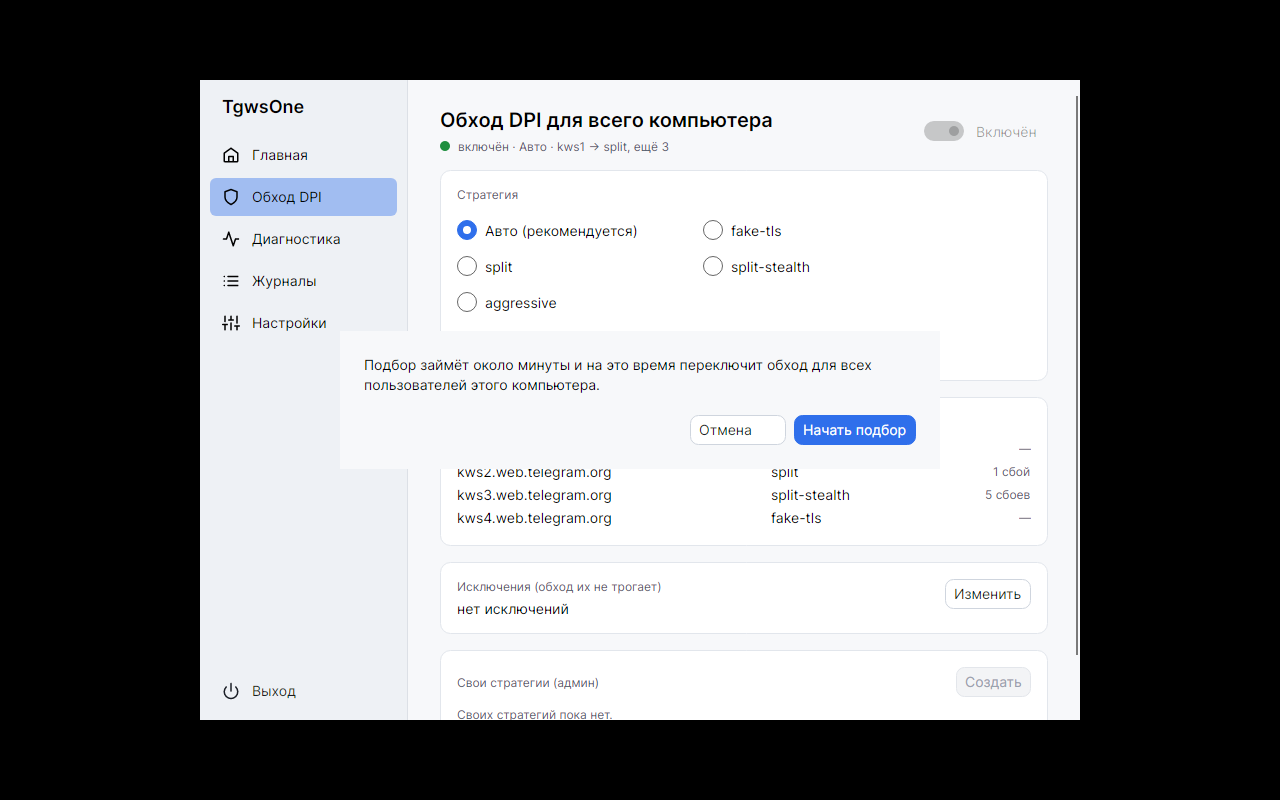 TgwsOne
Главная
Обход DPI
Диагностика
Журналы
Настройки
Выход
Обход DPI для всего компьютера
включён · Авто · kws1 → split, ещё 3
Включён
Стратегия
Авто (рекомендуется)
fake-tls
split
split-stealth
aggressive
Подбор займёт около минуты и на это время переключит обход для всех
пользователей этого компьютера.
Отмена
Начать подбор
—
kws2.web.telegram.org split 1 сбой
kws3.web.telegram.org split-stealth 5 сбоев
kws4.web.telegram.org fake-tls —
Исключения (обход их не трогает)
нет исключений
Изменить
Свои стратегии (админ)
Создать
Своих стратегий пока нет.